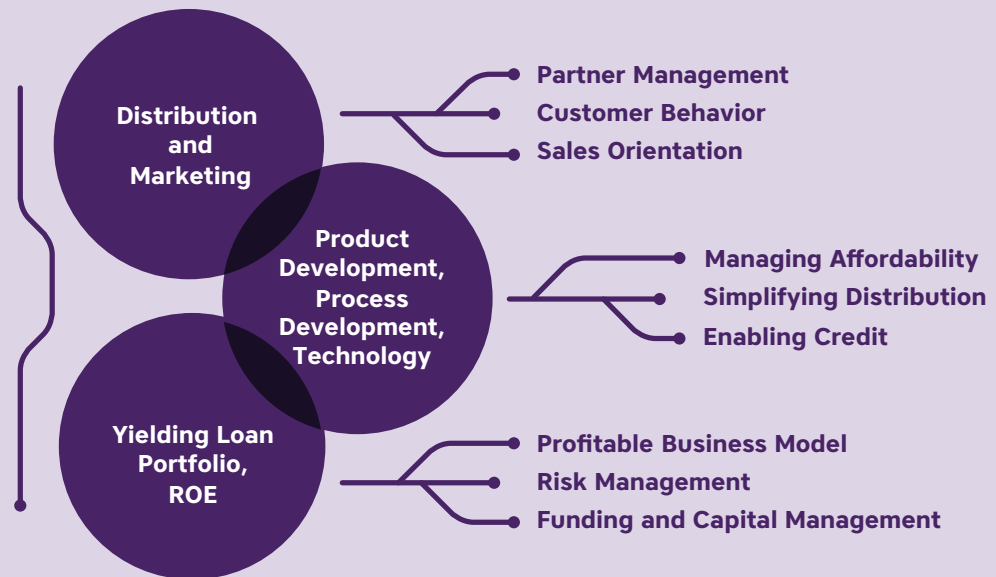 Distribution
and
Marketing
Partner Management
Customer Behavior
Sales Orientation
Product
Development,
Process
Development,
Technology
Managing Affordability
Simplifying Distribution
Enabling Credit
Yielding Loan
Portfolio,
ROE
Profitable Business Model
Risk Management
Funding and Capital Management